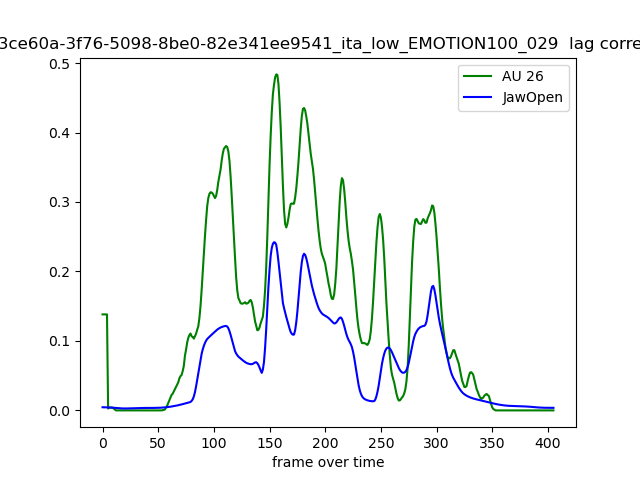 3ce60a-3f76-5098-8be0-82e341ee9541_ita_low_EMOTION100_029 lag corre
AU 26
JawOpen
0.5
0.4
0.3
0.2
0.1
0.0
0 50 100 150 200 250 300 350 400
frame over time